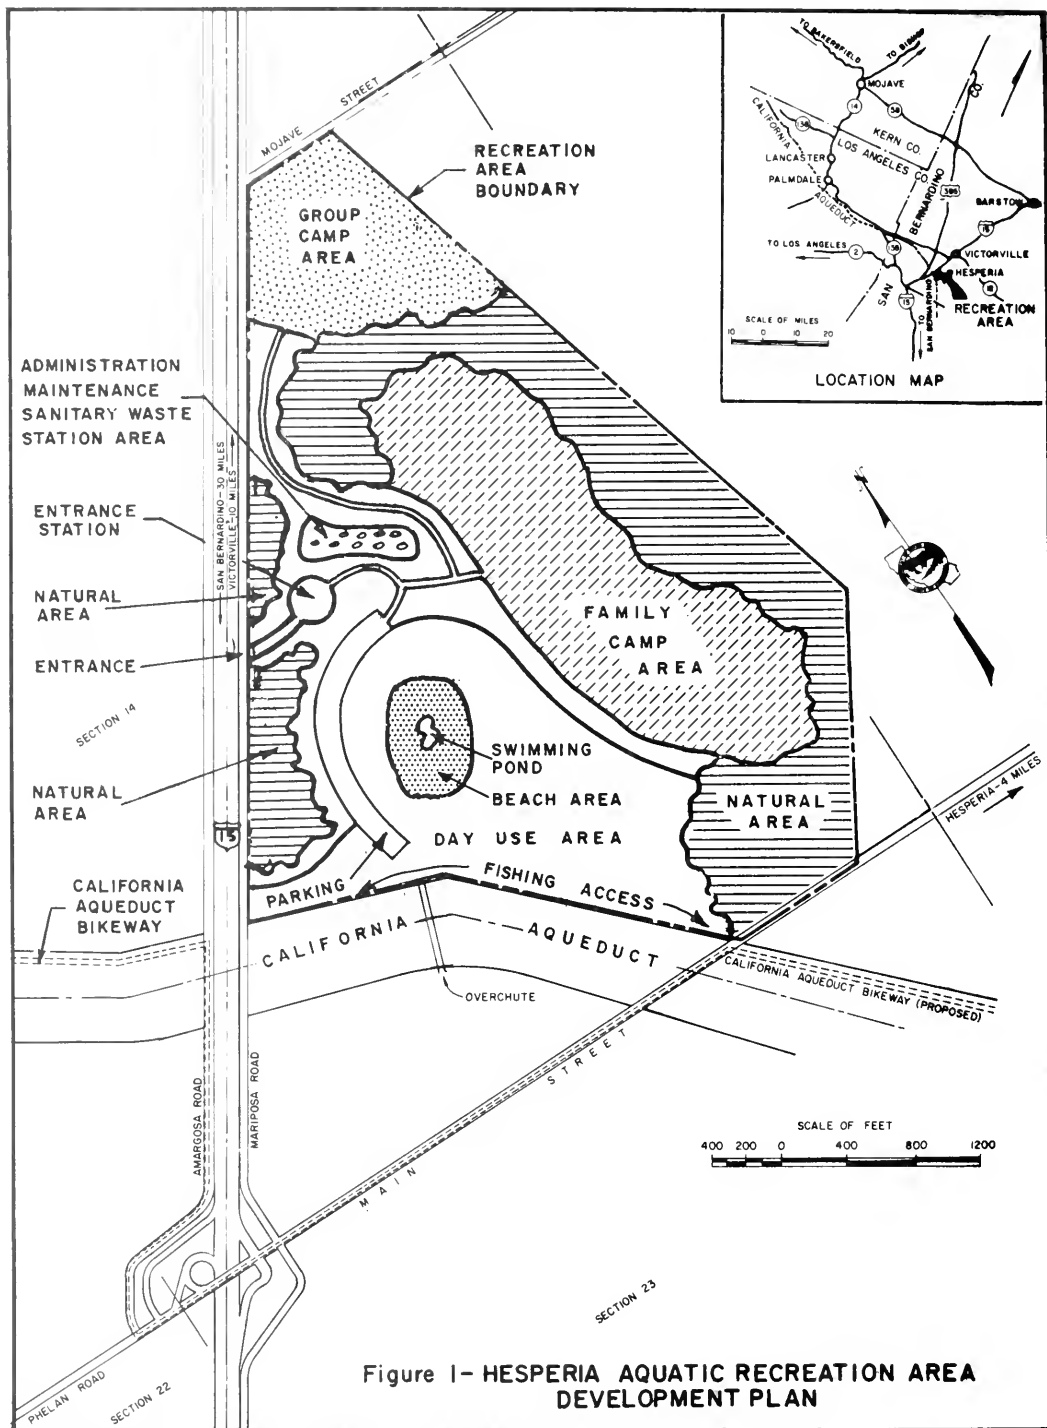 MOJAVE STREET
RECREATION
AREA
BOUNDARY
GROUP
CAMP
AREA
TO BAKERSFIELD
TO BISHOP
MOJAVE
14
58
CO.
CALIFORNIA
138
KERN CO.
LOS ANGELES CO.
LANCASTER
PALMDALE
AQUEDUCT
SAN BERNARDINO
395
BARSTOW
15
TO LOS ANGELES
2
138
VICTORVILLE
HESPERIA
18
15
TO
SAN BERNARDINO
RECREATION
AREA
SCALE OF MILES
10 0 10 20
LOCATION MAP
ADMINISTRATION
MAINTENANCE
SANITARY WASTE
STATION AREA
SAN BERNARDINO-30 MILES
VICTORVILLE-10 MILES
ENTRANCE
STATION
NATURAL
AREA
ENTRANCE
FAMILY
CAMP
AREA
SECTION 14
SWIMMING
POND
BEACH AREA
NATURAL
AREA
NATURAL
AREA
HESPERIA-4 MILES
15
DAY USE AREA
PARKING
FISHING ACCESS
CALIFORNIA
AQUEDUCT
BIKEWAY
CALIFORNIA AQUEDUCT
CALIFORNIA AQUEDUCT BIKEWAY (PROPOSED)
OVERCHUTE
MAIN STREET
AMARGOSA ROAD
MARIPOSA ROAD
SCALE OF FEET
400 200 0 400 800 1200
SECTION 23
PHELAN ROAD
SECTION 22
Figure 1- HESPERIA AQUATIC RECREATION AREA
DEVELOPMENT PLAN